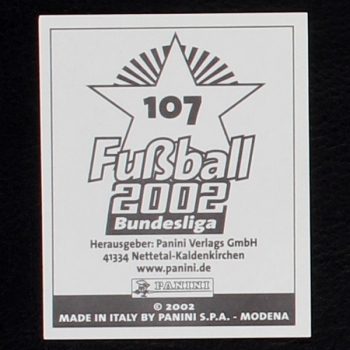 107
Fußball
2002
Bundesliga
Herausgeber: Panini Verlags GmbH
41334 Nettetal-Kaldenkirchen
www.panini.de
PANINI
© 2002
MADE IN ITALY BY PANINI S.P.A. - MODENA